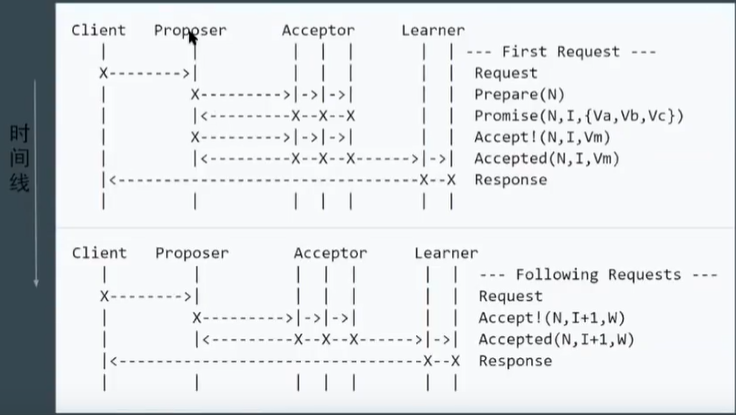 时间线
Client   Proposer      Acceptor     Learner
   |         |          |  |  |       |  | --- First Request ---
   X-------->|          |  |  |       |  |  Request
   |         X--------->|->|->|       |  |  Prepare(N)
   |         |<---------X--X--X       |  |  Promise(N,I,{Va,Vb,Vc})
   |         X--------->|->|->|       |  |  Accept!(N,I,Vm)
   |         |<---------X--X--X------>|->|  Accepted(N,I,Vm)
   |<---------------------------------X--X  Response
   |         |          |  |  |       |  |
Client   Proposer       Acceptor     Learner
   |         |          |  |  |       |  |  --- Following Requests ---
   X-------->|          |  |  |       |  |  Request
   |         X--------->|->|->|       |  |  Accept!(N,I+1,W)
   |         |<---------X--X--X------>|->|  Accepted(N,I+1,W)
   |<---------------------------------X--X  Response
   |         |          |  |  |       |  |